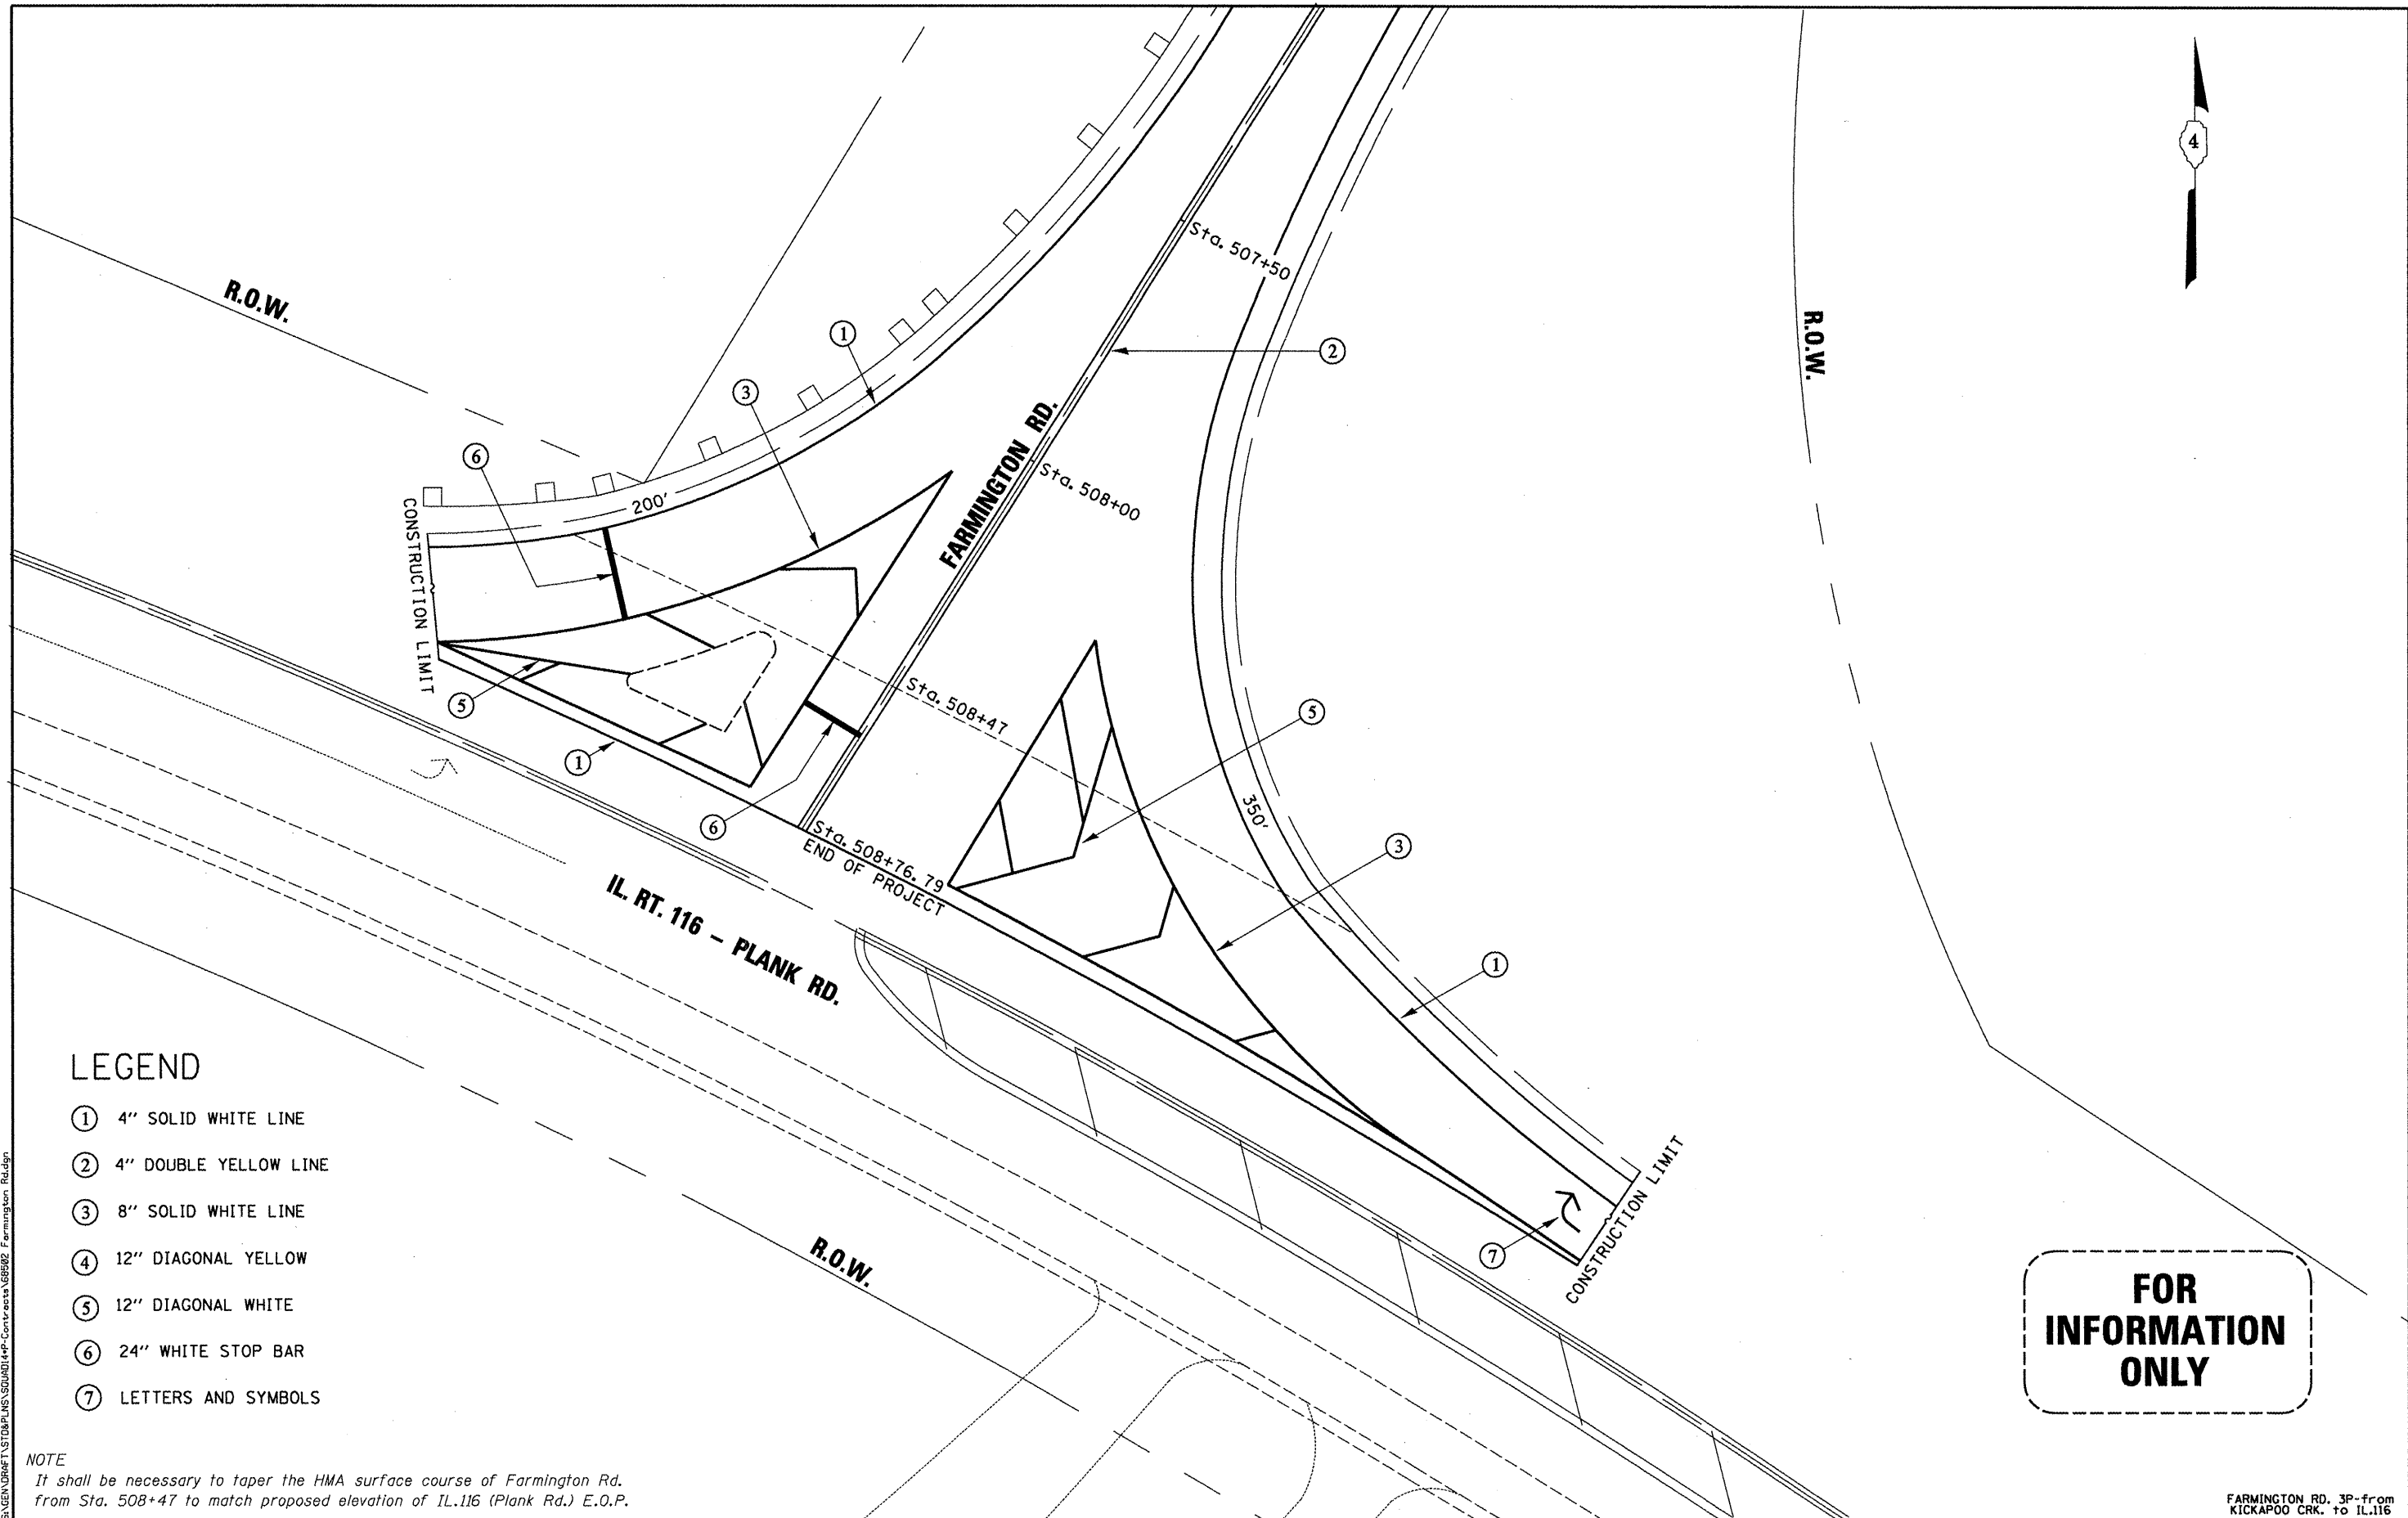 4
R.O.W.
Sta. 507+50
1
2
R.O.W.
3
FARMINGTON RD.
6
Sta. 508+00
200'
CONSTRUCTION LIMIT
5
Sta. 508+47
5
1
6
350'
3
Sta. 508+76.79
END OF PROJECT
IL. RT. 116 - PLANK RD.
1
7
CONSTRUCTION LIMIT
R.O.W.
LEGEND
1 4" SOLID WHITE LINE
2 4" DOUBLE YELLOW LINE
3 8" SOLID WHITE LINE
4 12" DIAGONAL YELLOW
5 12" DIAGONAL WHITE
6 24" WHITE STOP BAR
7 LETTERS AND SYMBOLS
FOR
INFORMATION
ONLY
NOTE
It shall be necessary to taper the HMA surface course of Farmington Rd.
from Sta. 508+47 to match proposed elevation of IL.116 (Plank Rd.) E.O.P.
FARMINGTON RD. 3P-from
KICKAPOO CRK. to IL.116